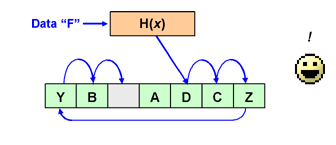 Data “F”
H(x)
!
Y B A D C Z